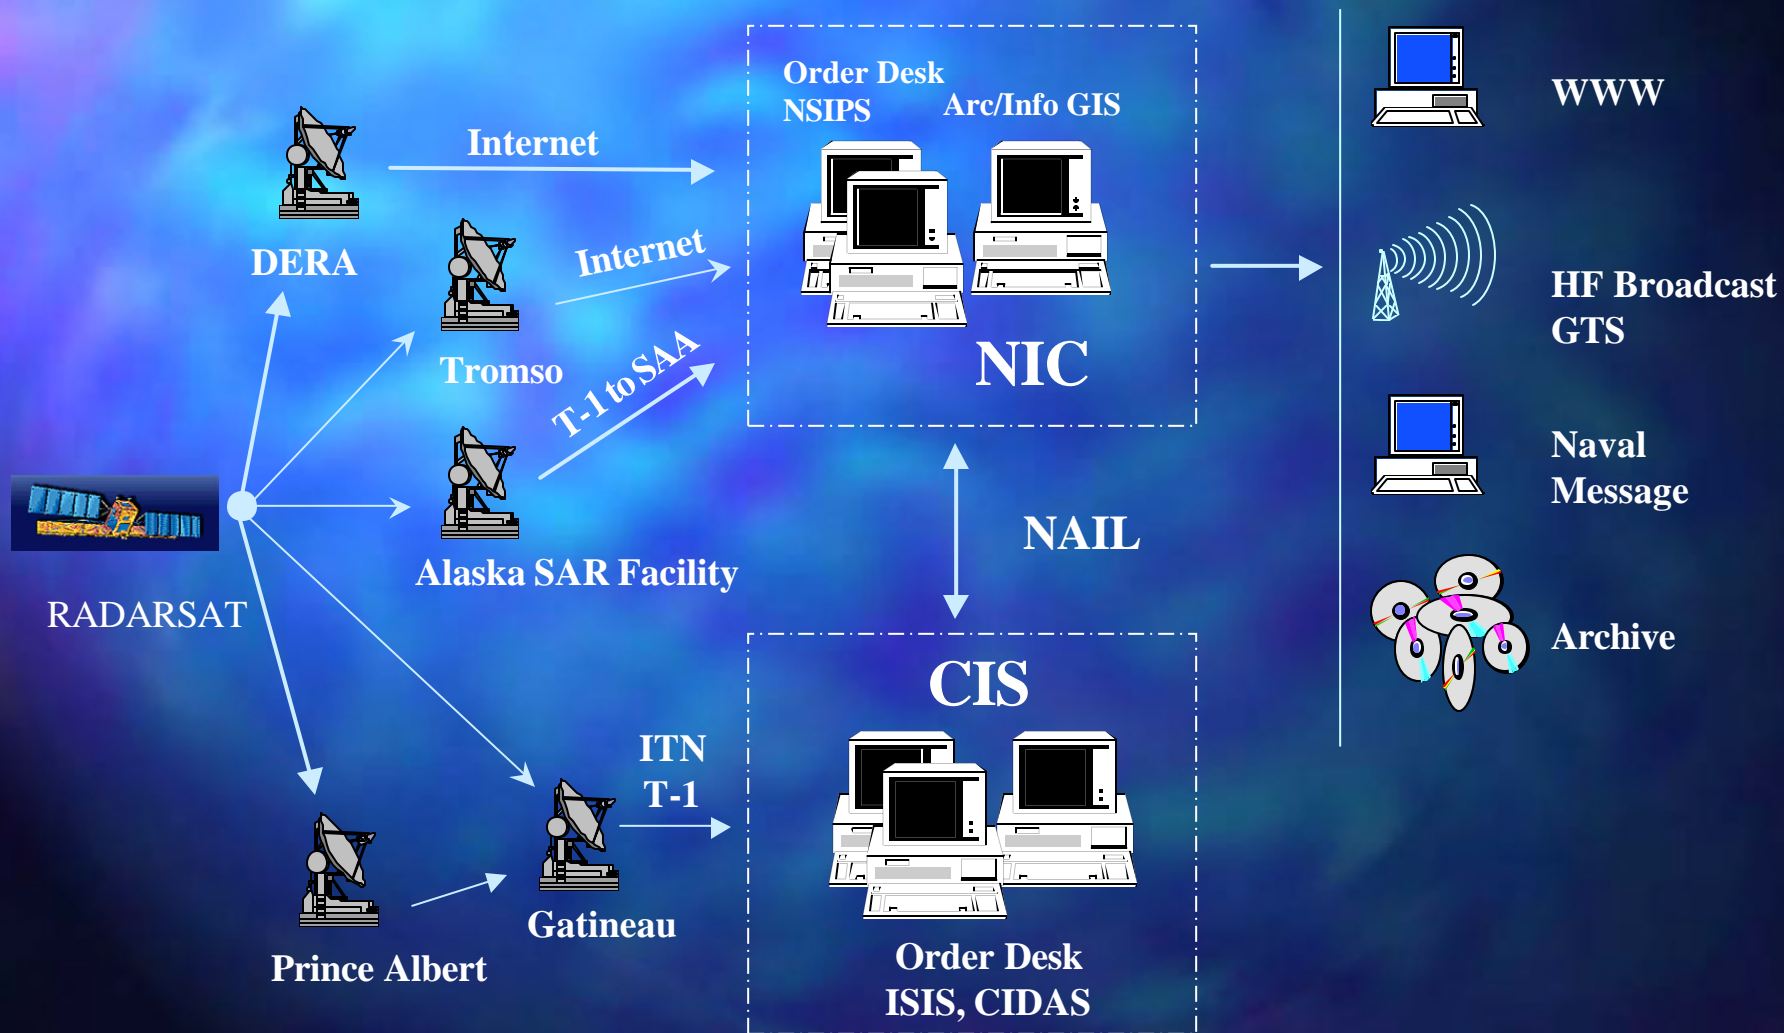 Order Desk
NSIPS
Arc/Info GIS
WWW
Internet
DERA
Internet
HF Broadcast
GTS
Tromso
T-1 to SAA
NIC
Naval
Message
NAIL
Alaska SAR Facility
RADARSAT
Archive
CIS
ITN
T-1
Gatineau
Prince Albert
Order Desk
ISIS, CIDAS